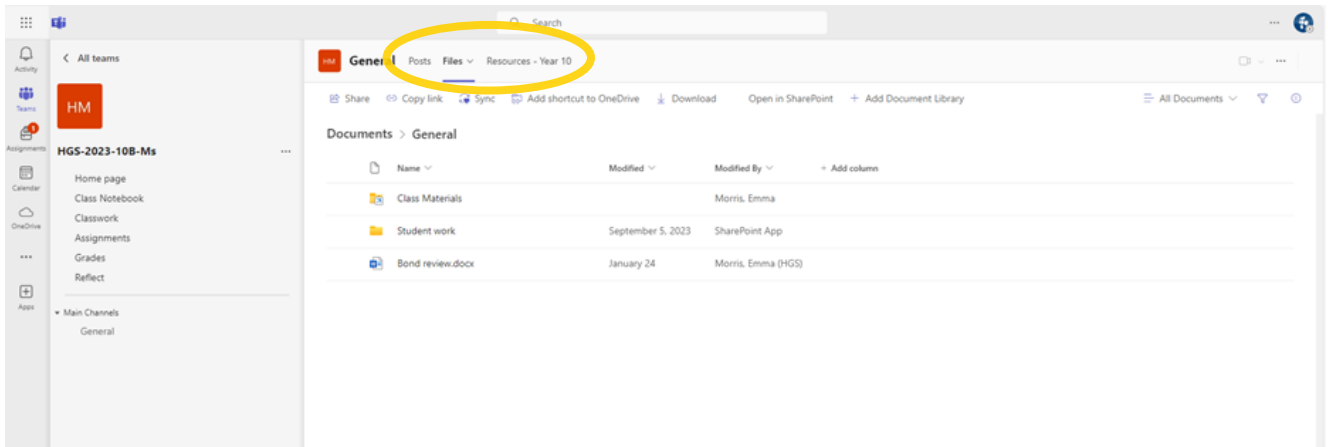 Search
Activity
Teams
1
Assignments
Calendar
OneDrive
Apps
All teams
HM
HGS-2023-10B-Ms
Home page
Class Notebook
Classwork
Assignments
Grades
Reflect
Main Channels
General
HM General Posts Files Resources - Year 10
Share Copy link Sync Add shortcut to OneDrive Download Open in SharePoint + Add Document Library All Documents
Documents > General
Name Modified Modified By + Add column
Class Materials Morris, Emma
Student work September 5, 2023 SharePoint App
Bond review.docx January 24 Morris, Emma (HGS)